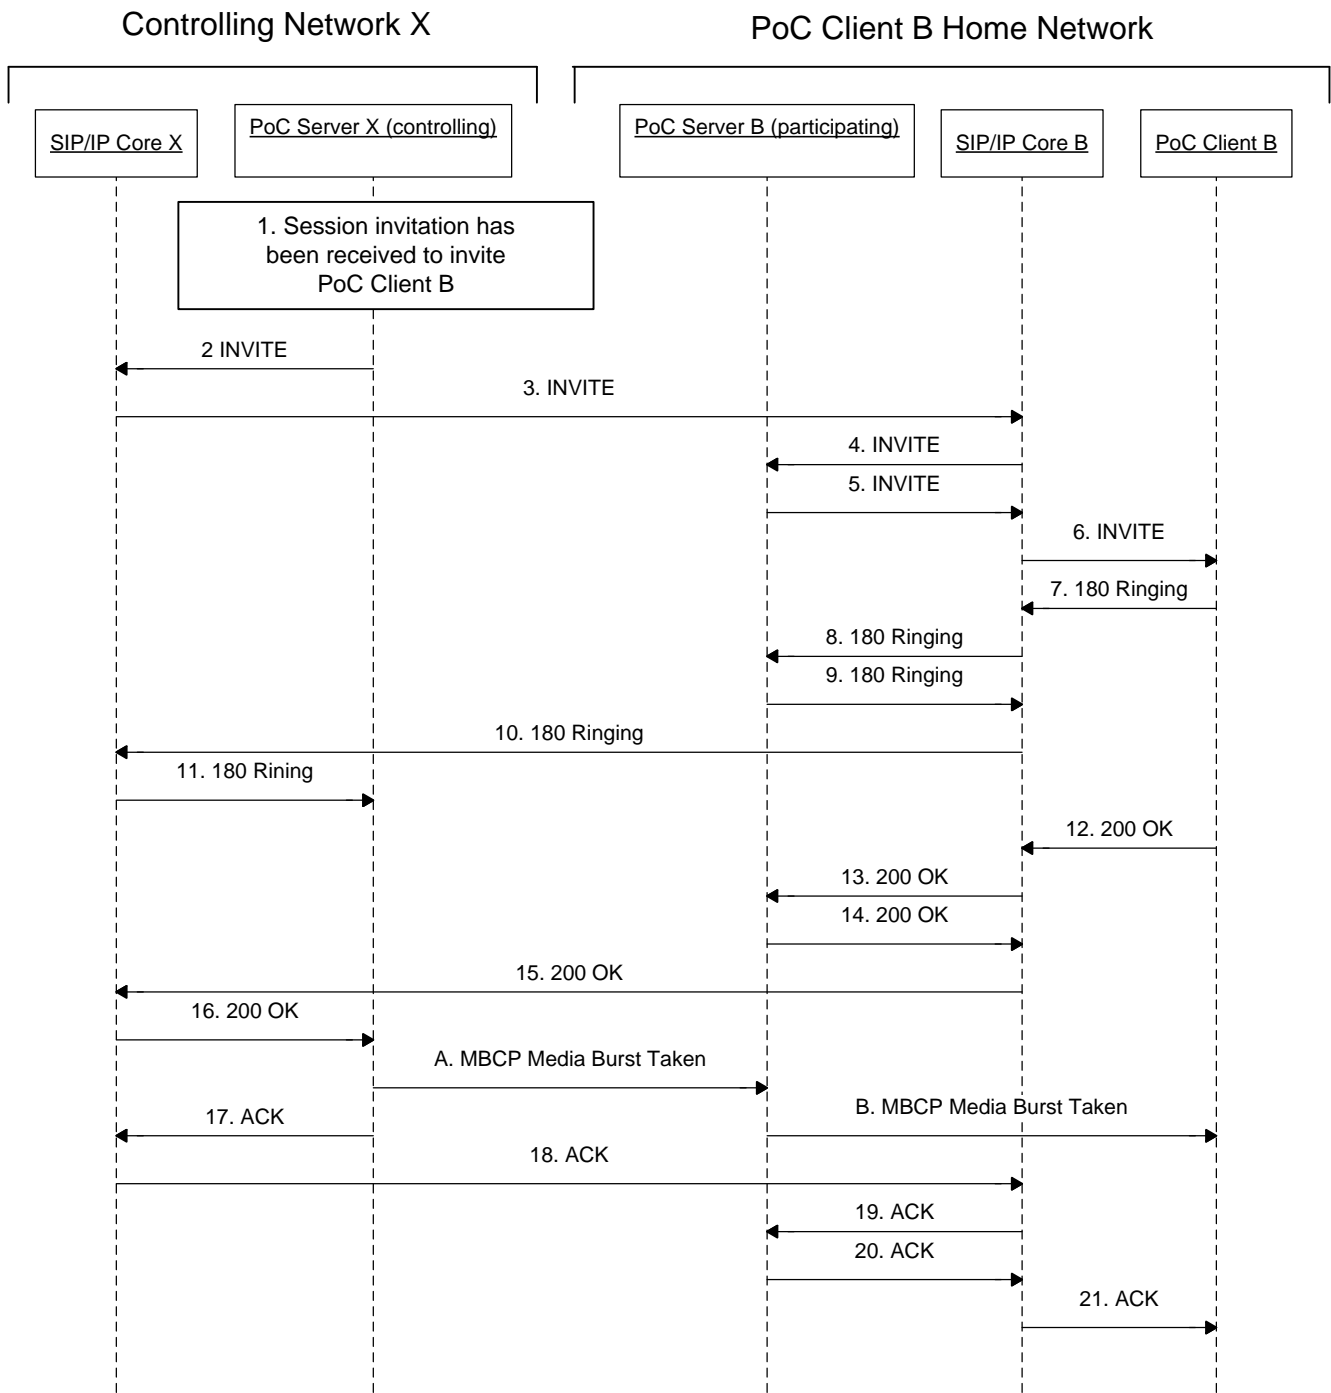 Controlling Network X
PoC Client B Home Network
SIP/IP Core X
PoC Server X (controlling)
PoC Server B (participating)
SIP/IP Core B
PoC Client B
1. Session invitation has
been received to invite
PoC Client B
2 INVITE
3. INVITE
4. INVITE
5. INVITE
6. INVITE
7. 180 Ringing
8. 180 Ringing
9. 180 Ringing
10. 180 Ringing
11. 180 Rining
12. 200 OK
13. 200 OK
14. 200 OK
15. 200 OK
16. 200 OK
A. MBCP Media Burst Taken
B. MBCP Media Burst Taken
17. ACK
18. ACK
19. ACK
20. ACK
21. ACK